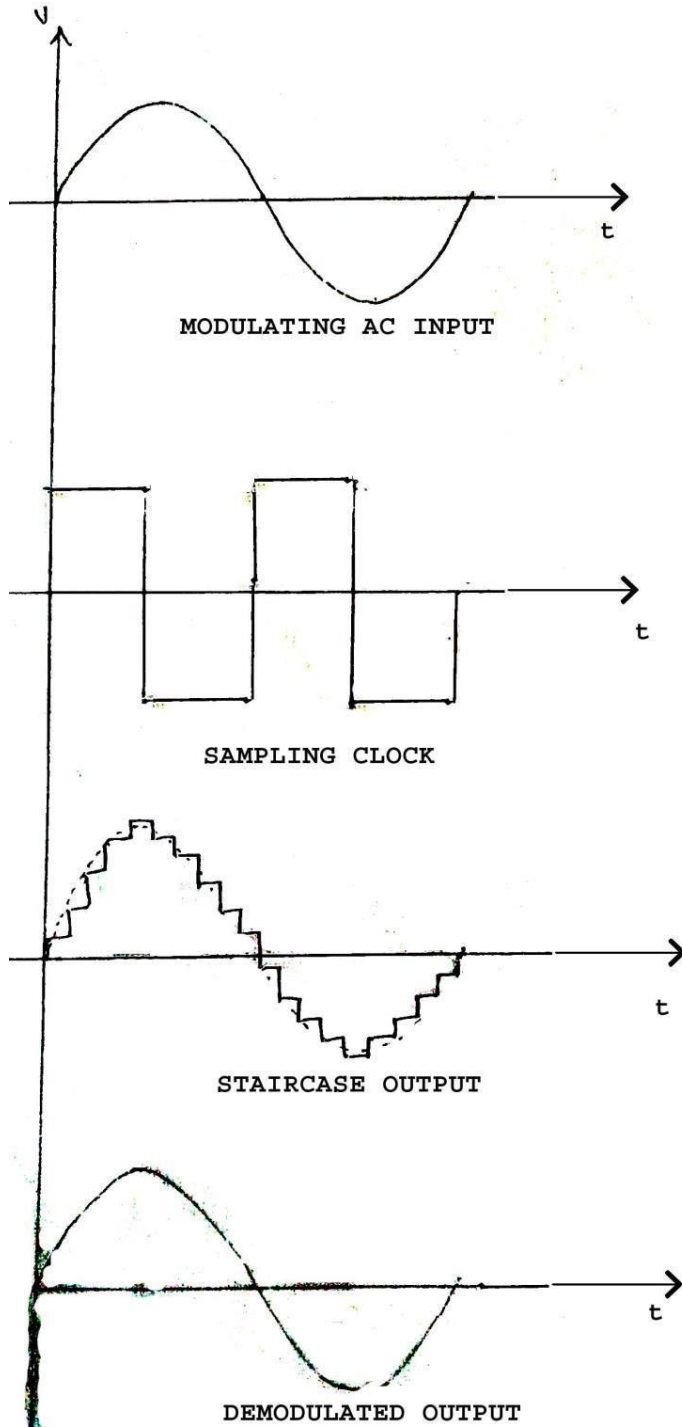 V
t
MODULATING AC INPUT
t
SAMPLING CLOCK
t
STAIRCASE OUTPUT
t
DEMODULATED OUTPUT